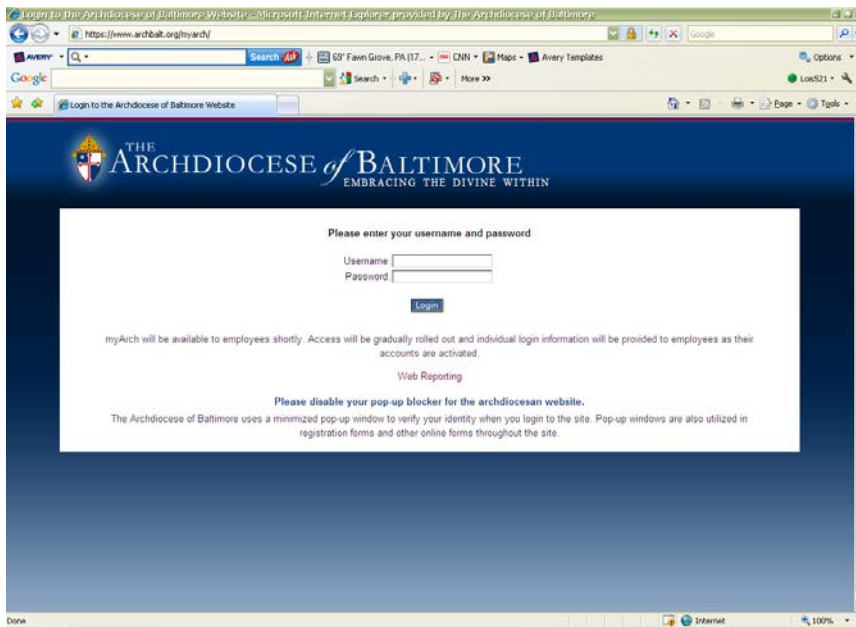 Login to the Archdiocese of Baltimore Website - Microsoft Internet Explorer provided by The Archdiocese of Baltimore
https://www.archbalt.org/myarch/
Google
AVERY Search 69° Fawn Grove, PA (17... CNN Maps Avery Templates Options
Google Search More >> Lois521
Login to the Archdiocese of Baltimore Website Page Tools
THE
ARCHDIOCESE of BALTIMORE
EMBRACING THE DIVINE WITHIN
Please enter your username and password
Username:
Password:
Login
myArch will be available to employees shortly. Access will be gradually rolled out and individual login information will be provided to employees as their
accounts are activated.
Web Reporting
Please disable your pop-up blocker for the archdiocesan website.
The Archdiocese of Baltimore uses a minimized pop-up window to verify your identity when you login to the site. Pop-up windows are also utilized in
registration forms and other online forms throughout the site.
Done Internet 100%